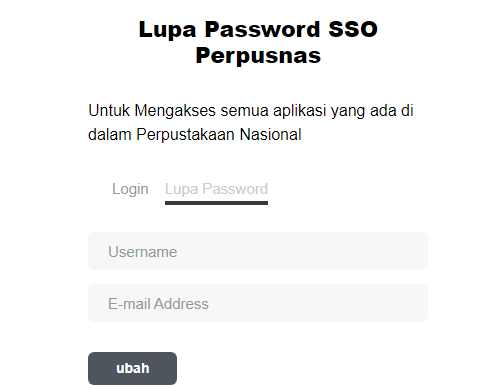 Lupa Password SSO
Perpusnas
Untuk Mengakses semua aplikasi yang ada di
dalam Perpustakaan Nasional
Login Lupa Password
Username
E-mail Address
ubah